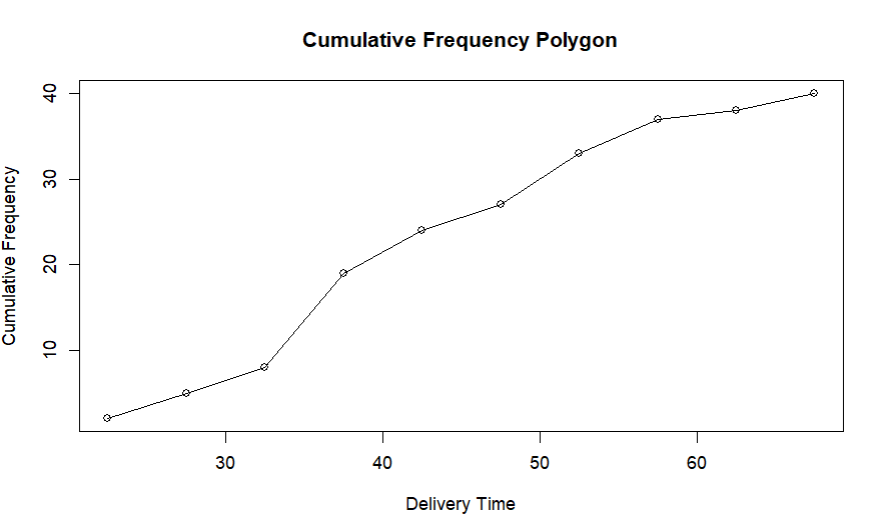 Cumulative Frequency Polygon
Cumulative Frequency
40
30
20
10
30 40 50 60
Delivery Time